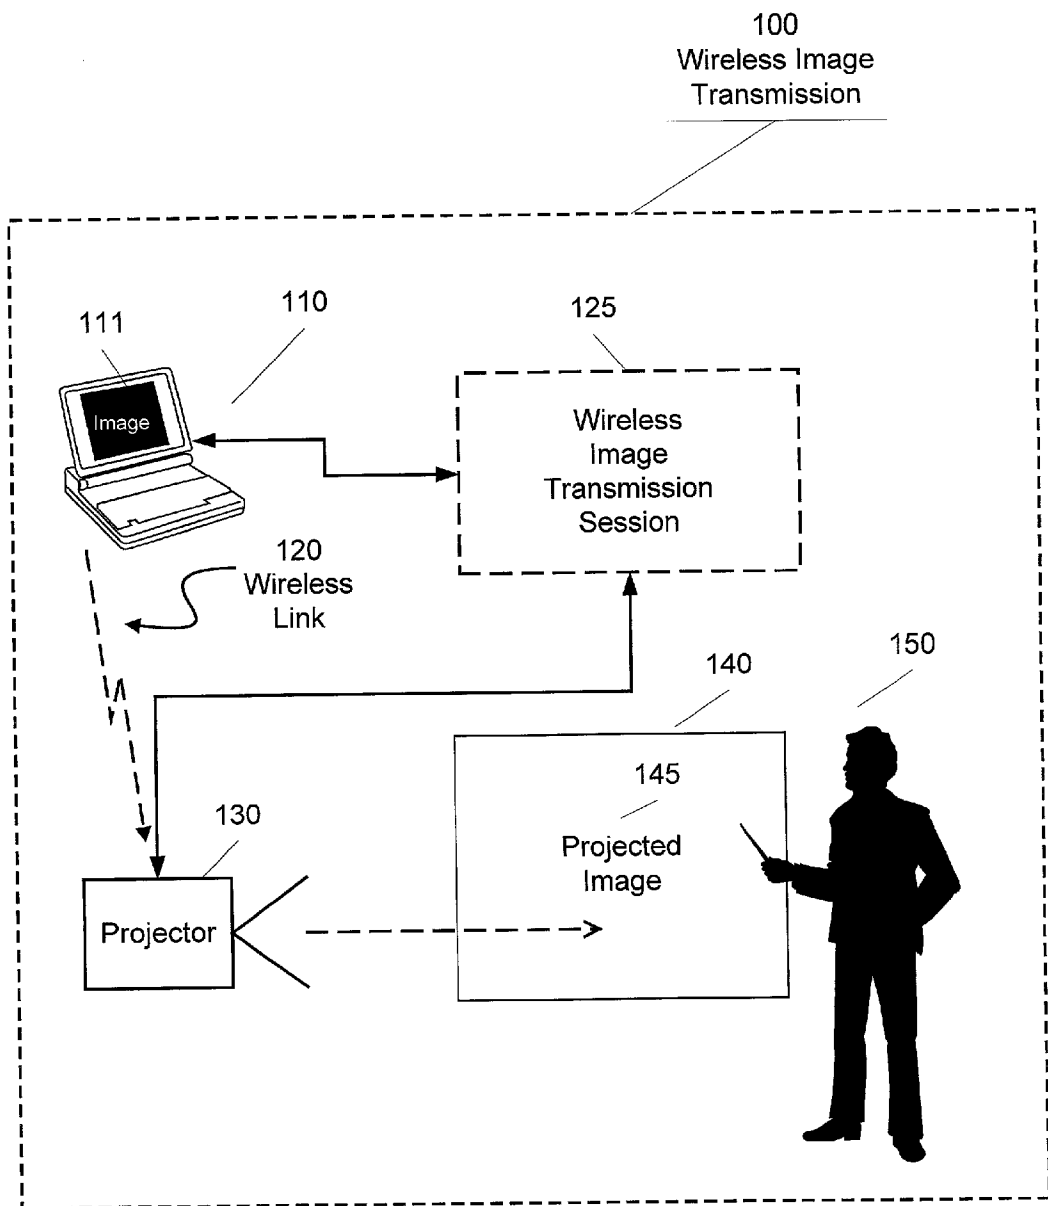 100
Wireless Image
Transmission
111
110
125
Image
Wireless
Image
Transmission
Session
120
Wireless
Link
140
150
145
130
Projected
Image
Projector